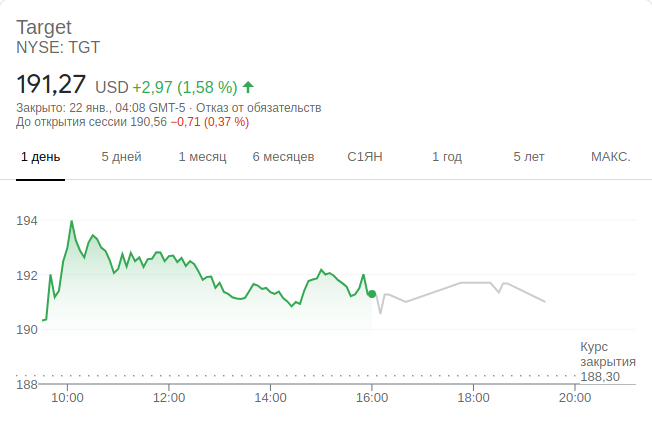 Target
NYSE: TGT
191,27 USD +2,97 (1,58 %)
Закрыто: 22 янв., 04:08 GMT-5 · Отказ от обязательств
До открытия сессии 190,56 −0,71 (0,37 %)
1 день 5 дней 1 месяц 6 месяцев С1ЯН 1 год 5 лет МАКС.
194
192
190
188
Курс
закрытия
188,30
10:00 12:00 14:00 16:00 18:00 20:00